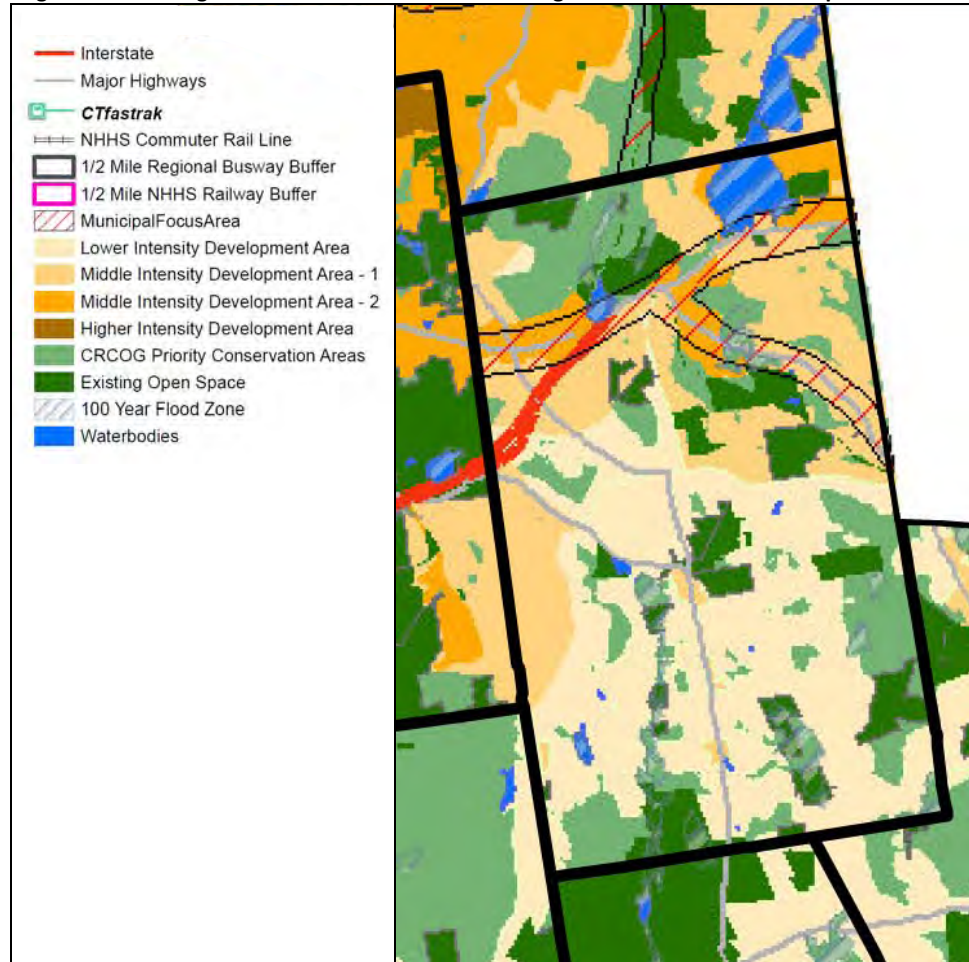 Interstate
Major Highways
CTfastrak
NHHS Commuter Rail Line
1/2 Mile Regional Busway Buffer
1/2 Mile NHHS Railway Buffer
MunicipalFocusArea
Lower Intensity Development Area
Middle Intensity Development Area - 1
Middle Intensity Development Area - 2
Higher Intensity Development Area
CRCOG Priority Conservation Areas
Existing Open Space
100 Year Flood Zone
Waterbodies